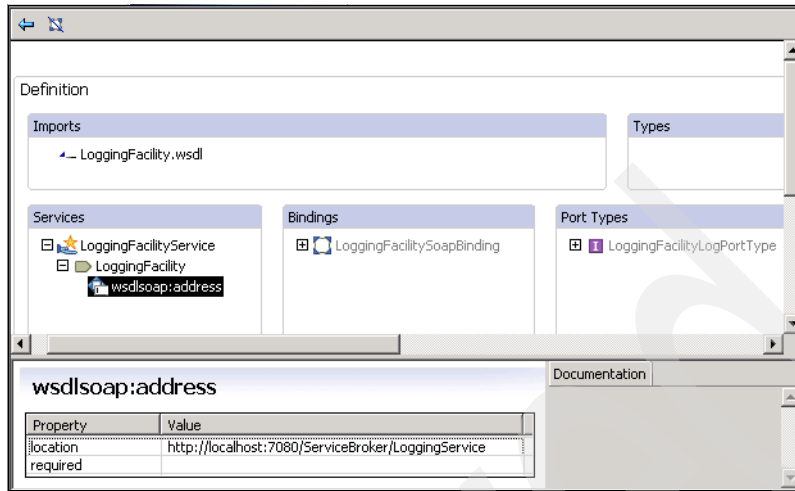 Definition
Imports
Types
LoggingFacility.wsdl
Services
Bindings
Port Types
LoggingFacilityService
LoggingFacilitySoapBinding
LoggingFacilityLogPortType
LoggingFacility
wsdlsoap:address
wsdlsoap:address
Documentation
Property
Value
location
http://localhost:7080/ServiceBroker/LoggingService
required